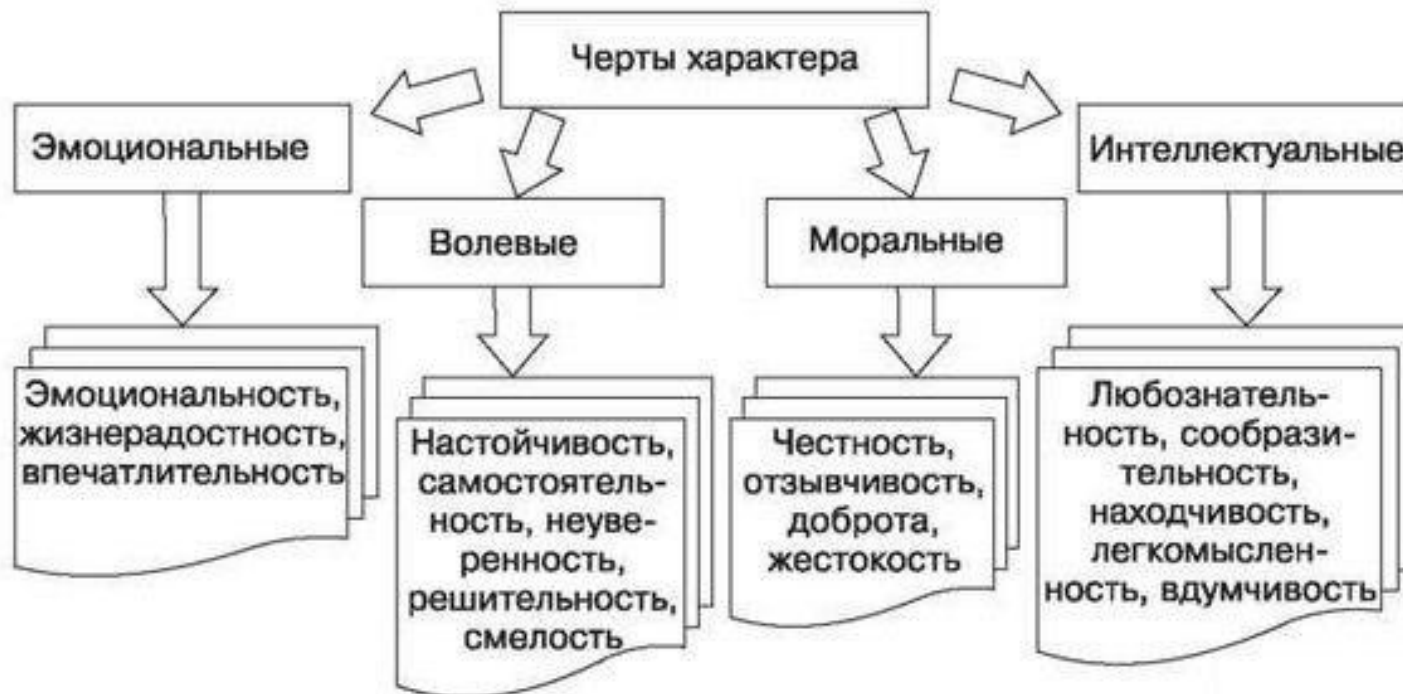 Черты характера
Эмоциональные
Волевые
Моральные
Интеллектуальные
Эмоциональность,
жизнерадостность,
впечатлительность
Настойчивость,
самостоятель-
ность, неуве-
ренность,
решительность,
смелость
Честность,
отзывчивость,
доброта,
жестокость
Любознатель-
ность, сообрази-
тельность,
находчивость,
легкомыслен-
ность, вдумчивость